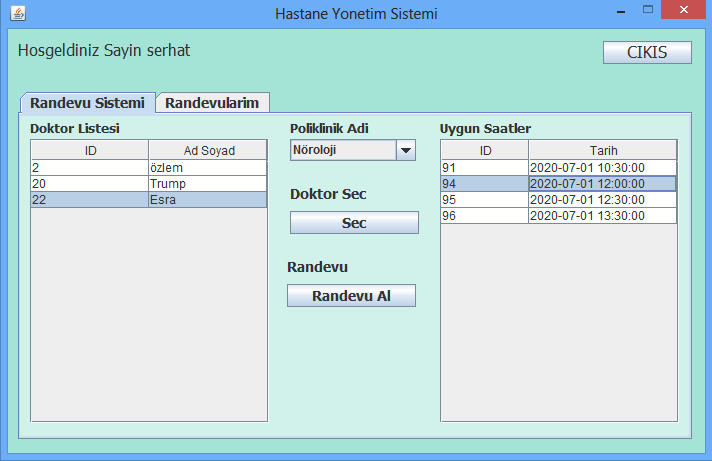 Hastane Yonetim Sistemi
Hosgeldiniz Sayin serhat
CIKIS
Randevu Sistemi Randevularim
Doktor Listesi
ID Ad Soyad
2 özlem
20 Trump
22 Esra
Poliklinik Adi
Nöroloji
Doktor Sec
Sec
Randevu
Randevu Al
Uygun Saatler
ID Tarih
91 2020-07-01 10:30:00
94 2020-07-01 12:00:00
95 2020-07-01 12:30:00
96 2020-07-01 13:30:00